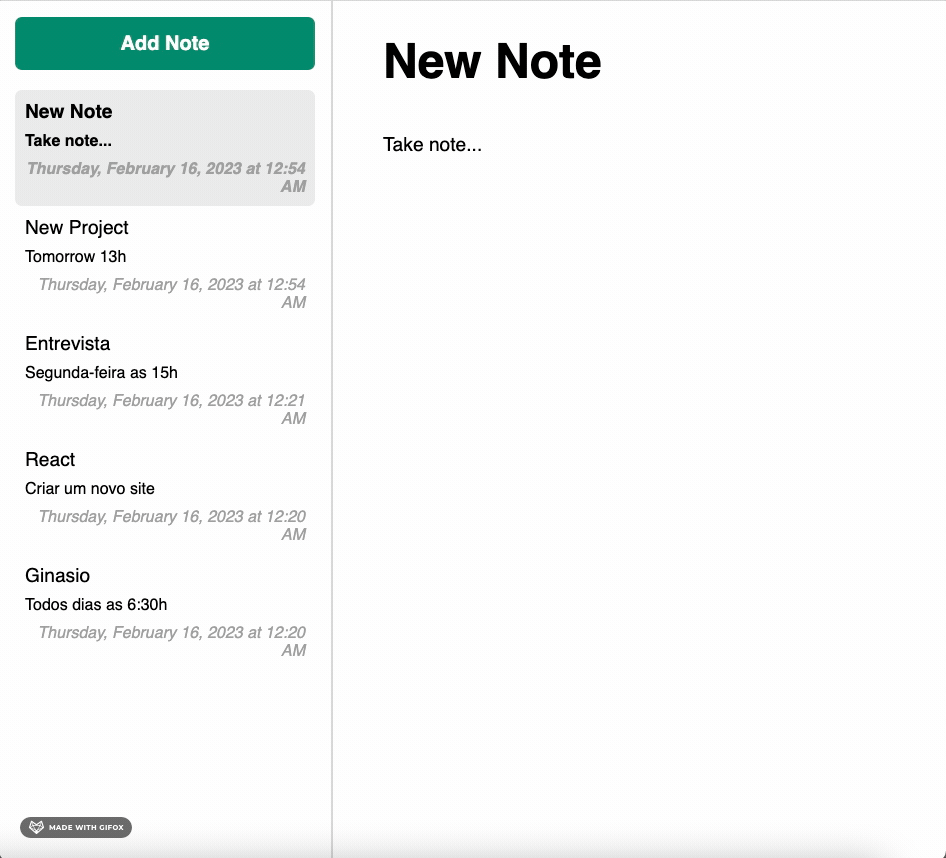 Add Note
New Note
Take note...
Thursday, February 16, 2023 at 12:54
AM
New Project
Tomorrow 13h
Thursday, February 16, 2023 at 12:54
AM
Entrevista
Segunda-feira as 15h
Thursday, February 16, 2023 at 12:21
AM
React
Criar um novo site
Thursday, February 16, 2023 at 12:20
AM
Ginasio
Todos dias as 6:30h
Thursday, February 16, 2023 at 12:20
AM
MADE WITH GIFOX
New Note
Take note...